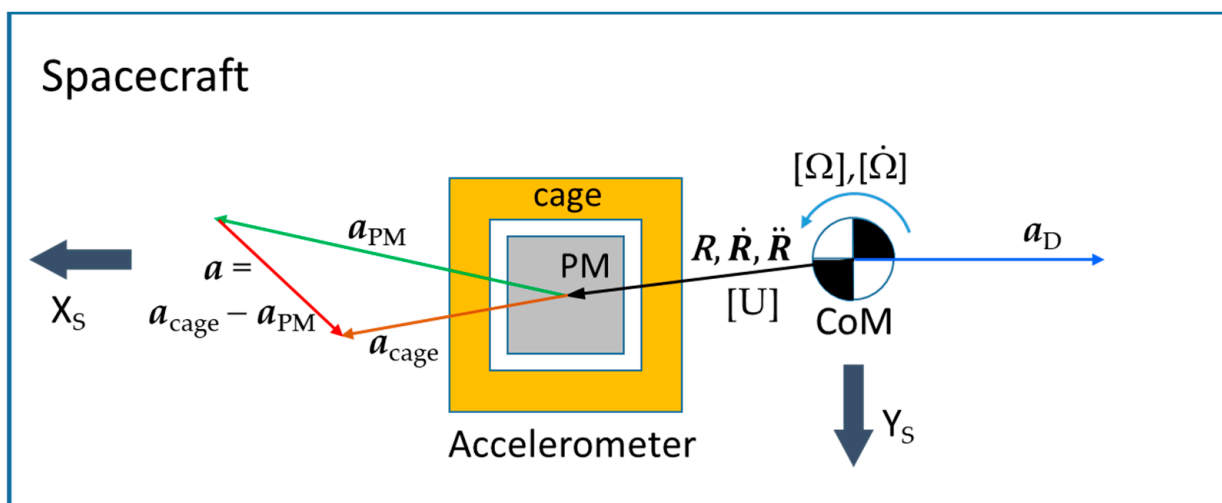 Spacecraft
[Ω],[Ω̇]
cage
a_PM
R, Ṙ, R̈
a_D
PM
a =
a_cage − a_PM
[U]
X_S
a_cage
CoM
Y_S
Accelerometer